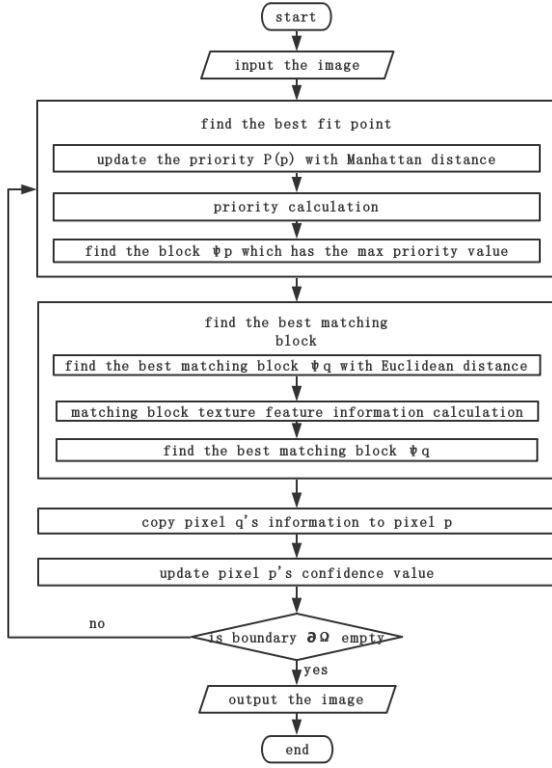 start
input the image
find the best fit point
update the priority P(p) with Manhattan distance
priority calculation
find the block ψp which has the max priority value
find the best matching
block
find the best matching block ψq with Euclidean distance
matching block texture feature information calculation
find the best matching block ψq
copy pixel q's information to pixel p
update pixel p's confidence value
no
is boundary ∂Ω empty
yes
output the image
end